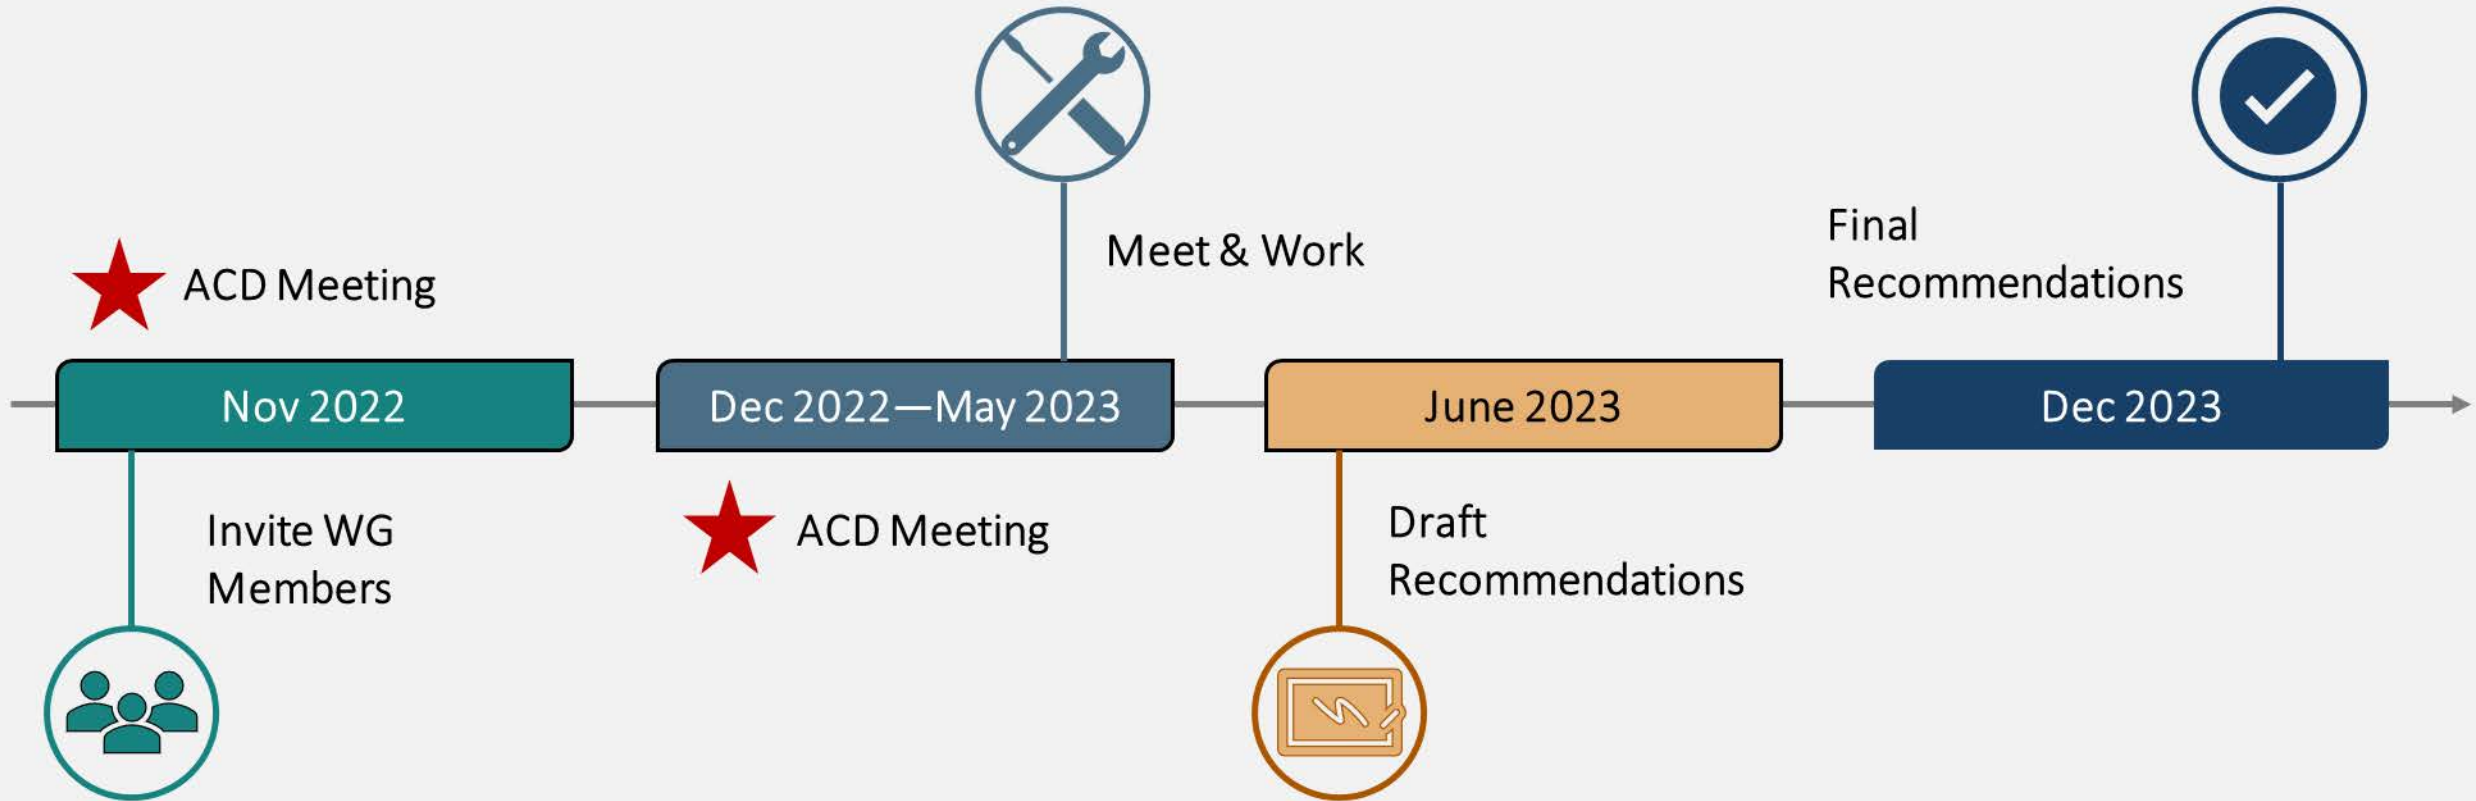 ACD Meeting
Nov 2022
Invite WG
Members
Meet & Work
Dec 2022—May 2023
ACD Meeting
June 2023
Draft
Recommendations
Final
Recommendations
Dec 2023